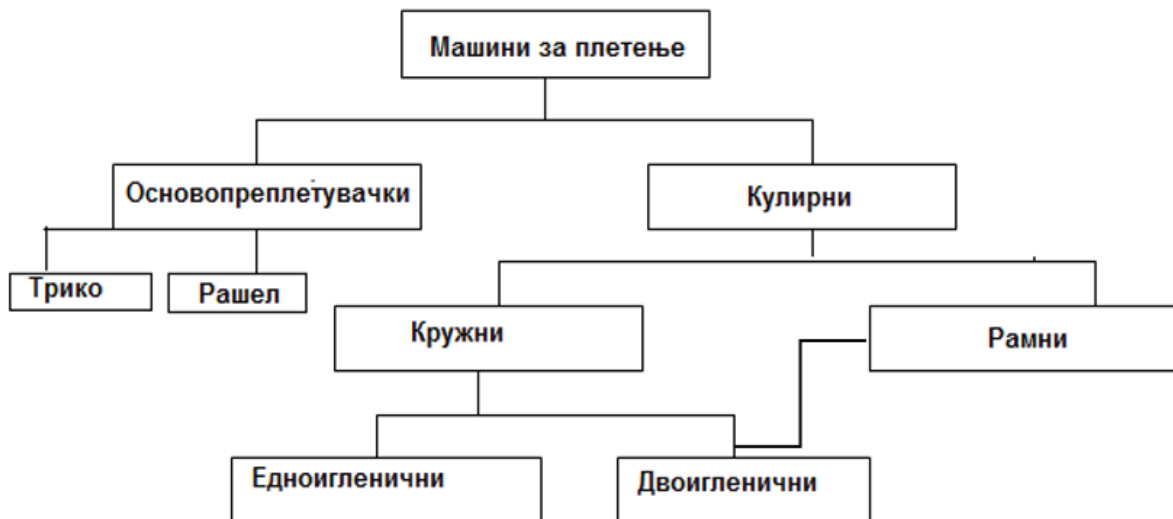 Машини за плетење
Основопреплетувачки
Кулирни
Трико
Рашел
Кружни
Рамни
Едноигленични
Двоигленични